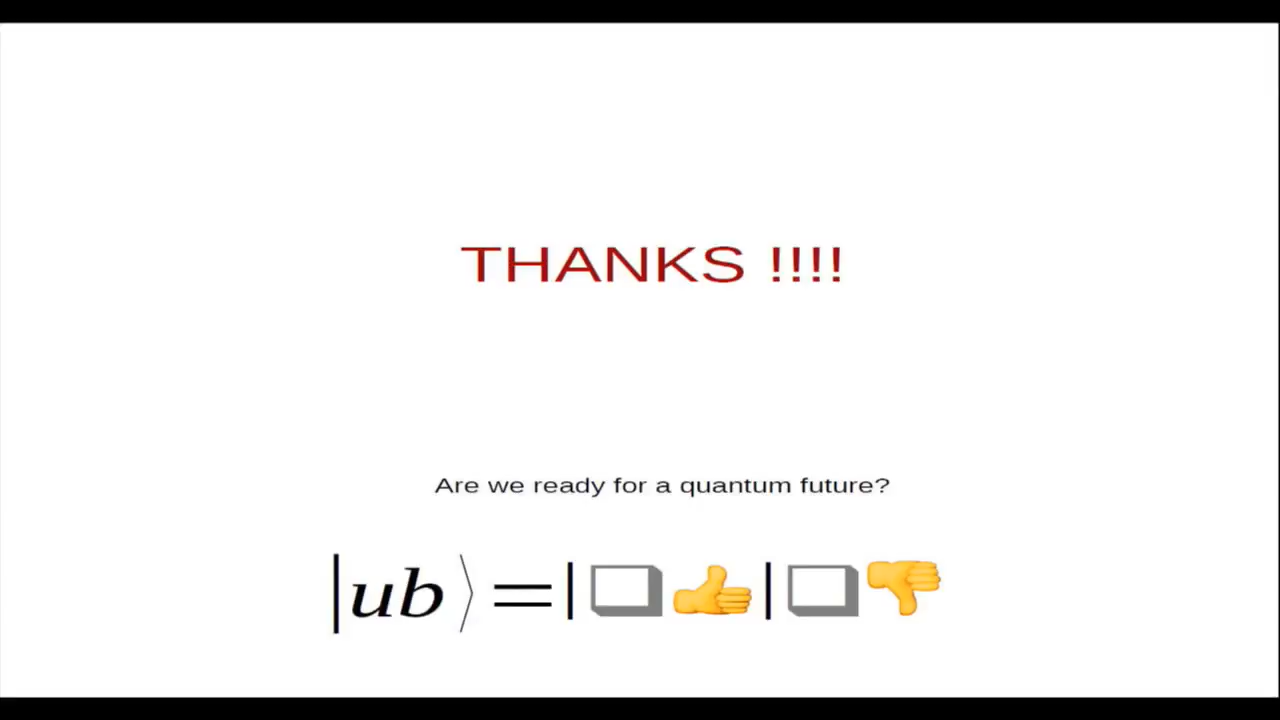 THANKS !!!!
Are we ready for a quantum future?
|ub⟩=|❑👍|❑👎